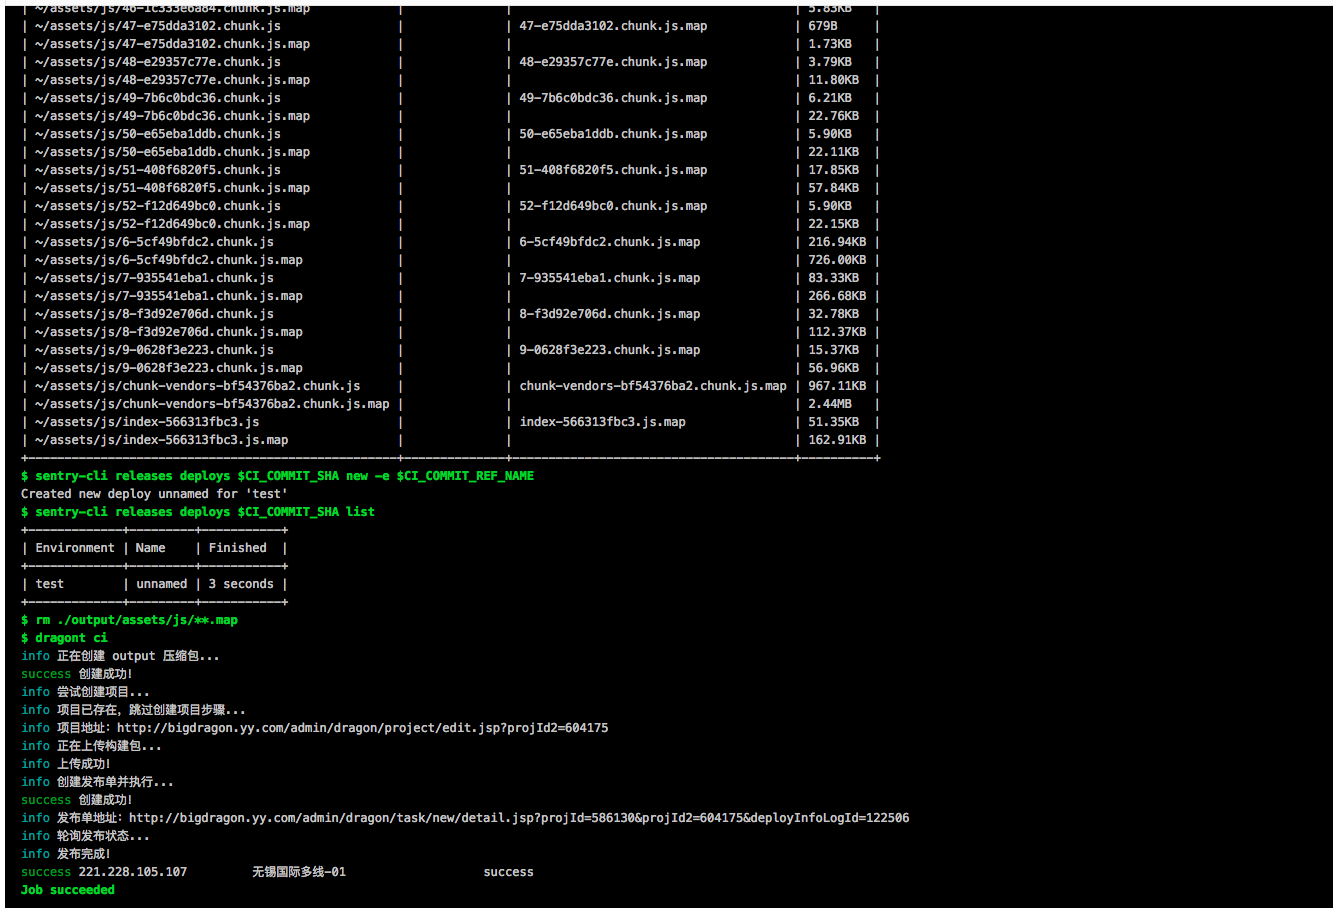 | ~/assets/js/46-1c333e6a84.chunk.js.map | | | 5.83KB |
| ~/assets/js/47-e75dda3102.chunk.js | | 47-e75dda3102.chunk.js.map | 679B |
| ~/assets/js/47-e75dda3102.chunk.js.map | | | 1.73KB |
| ~/assets/js/48-e29357c77e.chunk.js | | 48-e29357c77e.chunk.js.map | 3.79KB |
| ~/assets/js/48-e29357c77e.chunk.js.map | | | 11.80KB |
| ~/assets/js/49-7b6c0bdc36.chunk.js | | 49-7b6c0bdc36.chunk.js.map | 6.21KB |
| ~/assets/js/49-7b6c0bdc36.chunk.js.map | | | 22.76KB |
| ~/assets/js/50-e65eba1ddb.chunk.js | | 50-e65eba1ddb.chunk.js.map | 5.90KB |
| ~/assets/js/50-e65eba1ddb.chunk.js.map | | | 22.11KB |
| ~/assets/js/51-408f6820f5.chunk.js | | 51-408f6820f5.chunk.js.map | 17.85KB |
| ~/assets/js/51-408f6820f5.chunk.js.map | | | 57.84KB |
| ~/assets/js/52-f12d649bc0.chunk.js | | 52-f12d649bc0.chunk.js.map | 5.90KB |
| ~/assets/js/52-f12d649bc0.chunk.js.map | | | 22.15KB |
| ~/assets/js/6-5cf49bfdc2.chunk.js | | 6-5cf49bfdc2.chunk.js.map | 216.94KB |
| ~/assets/js/6-5cf49bfdc2.chunk.js.map | | | 726.00KB |
| ~/assets/js/7-935541eba1.chunk.js | | 7-935541eba1.chunk.js.map | 83.33KB |
| ~/assets/js/7-935541eba1.chunk.js.map | | | 266.68KB |
| ~/assets/js/8-f3d92e706d.chunk.js | | 8-f3d92e706d.chunk.js.map | 32.78KB |
| ~/assets/js/8-f3d92e706d.chunk.js.map | | | 112.37KB |
| ~/assets/js/9-0628f3e223.chunk.js | | 9-0628f3e223.chunk.js.map | 15.37KB |
| ~/assets/js/9-0628f3e223.chunk.js.map | | | 56.96KB |
| ~/assets/js/chunk-vendors-bf54376ba2.chunk.js | | chunk-vendors-bf54376ba2.chunk.js.map | 967.11KB |
| ~/assets/js/chunk-vendors-bf54376ba2.chunk.js.map | | | 2.44MB |
| ~/assets/js/index-566313fbc3.js | | index-566313fbc3.js.map | 51.35KB |
| ~/assets/js/index-566313fbc3.js.map | | | 162.91KB |
$ sentry-cli releases deploys $CI_COMMIT_SHA new -e $CI_COMMIT_REF_NAME
Created new deploy unnamed for 'test'
$ sentry-cli releases deploys $CI_COMMIT_SHA list
| Environment | Name | Finished |
| test | unnamed | 3 seconds |
$ rm ./output/assets/js/**.map
$ dragont ci
info 正在创建 output 压缩包...
success 创建成功!
info 尝试创建项目...
info 项目已存在，跳过创建项目步骤...
info 项目地址：http://bigdragon.yy.com/admin/dragon/project/edit.jsp?projId2=604175
info 正在上传构建包...
info 上传成功!
info 创建发布单并执行...
success 创建成功!
info 发布单地址：http://bigdragon.yy.com/admin/dragon/task/new/detail.jsp?projId=586130&projId2=604175&deployInfoLogId=122506
info 轮询发布状态...
info 发布完成!
success 221.228.105.107 无锡国际多线-01 success
Job succeeded